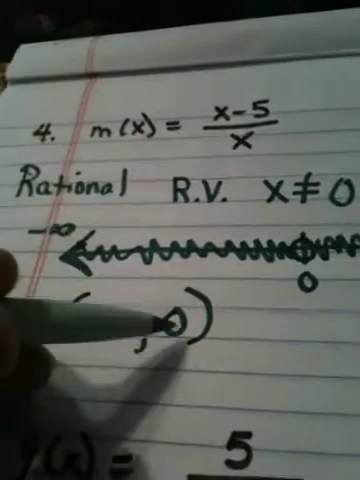 4. m(x) = x-5 / x
Rational R.V. x ≠ 0
-∞
0
( , 0)
(x) = 5